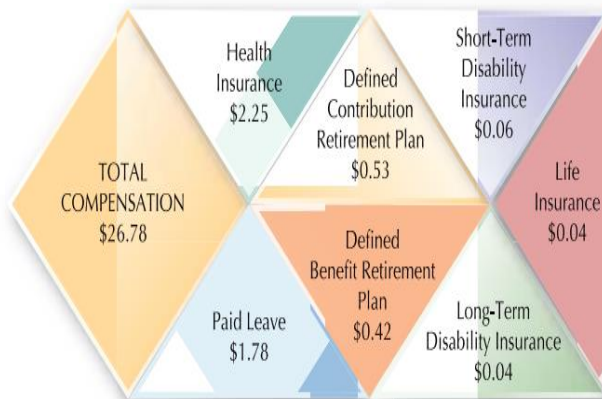 TOTAL
COMPENSATION
$26.78
Health
Insurance
$2.25
Defined
Contribution
Retirement Plan
$0.53
Short-Term
Disability
Insurance
$0.06
Life
Insurance
$0.04
Paid Leave
$1.78
Defined
Benefit Retirement
Plan
$0.42
Long-Term
Disability Insurance
$0.04